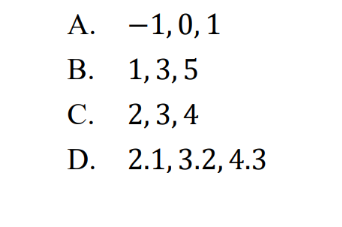 A. −1, 0, 1
B. 1, 3, 5
C. 2, 3, 4
D. 2.1, 3.2, 4.3